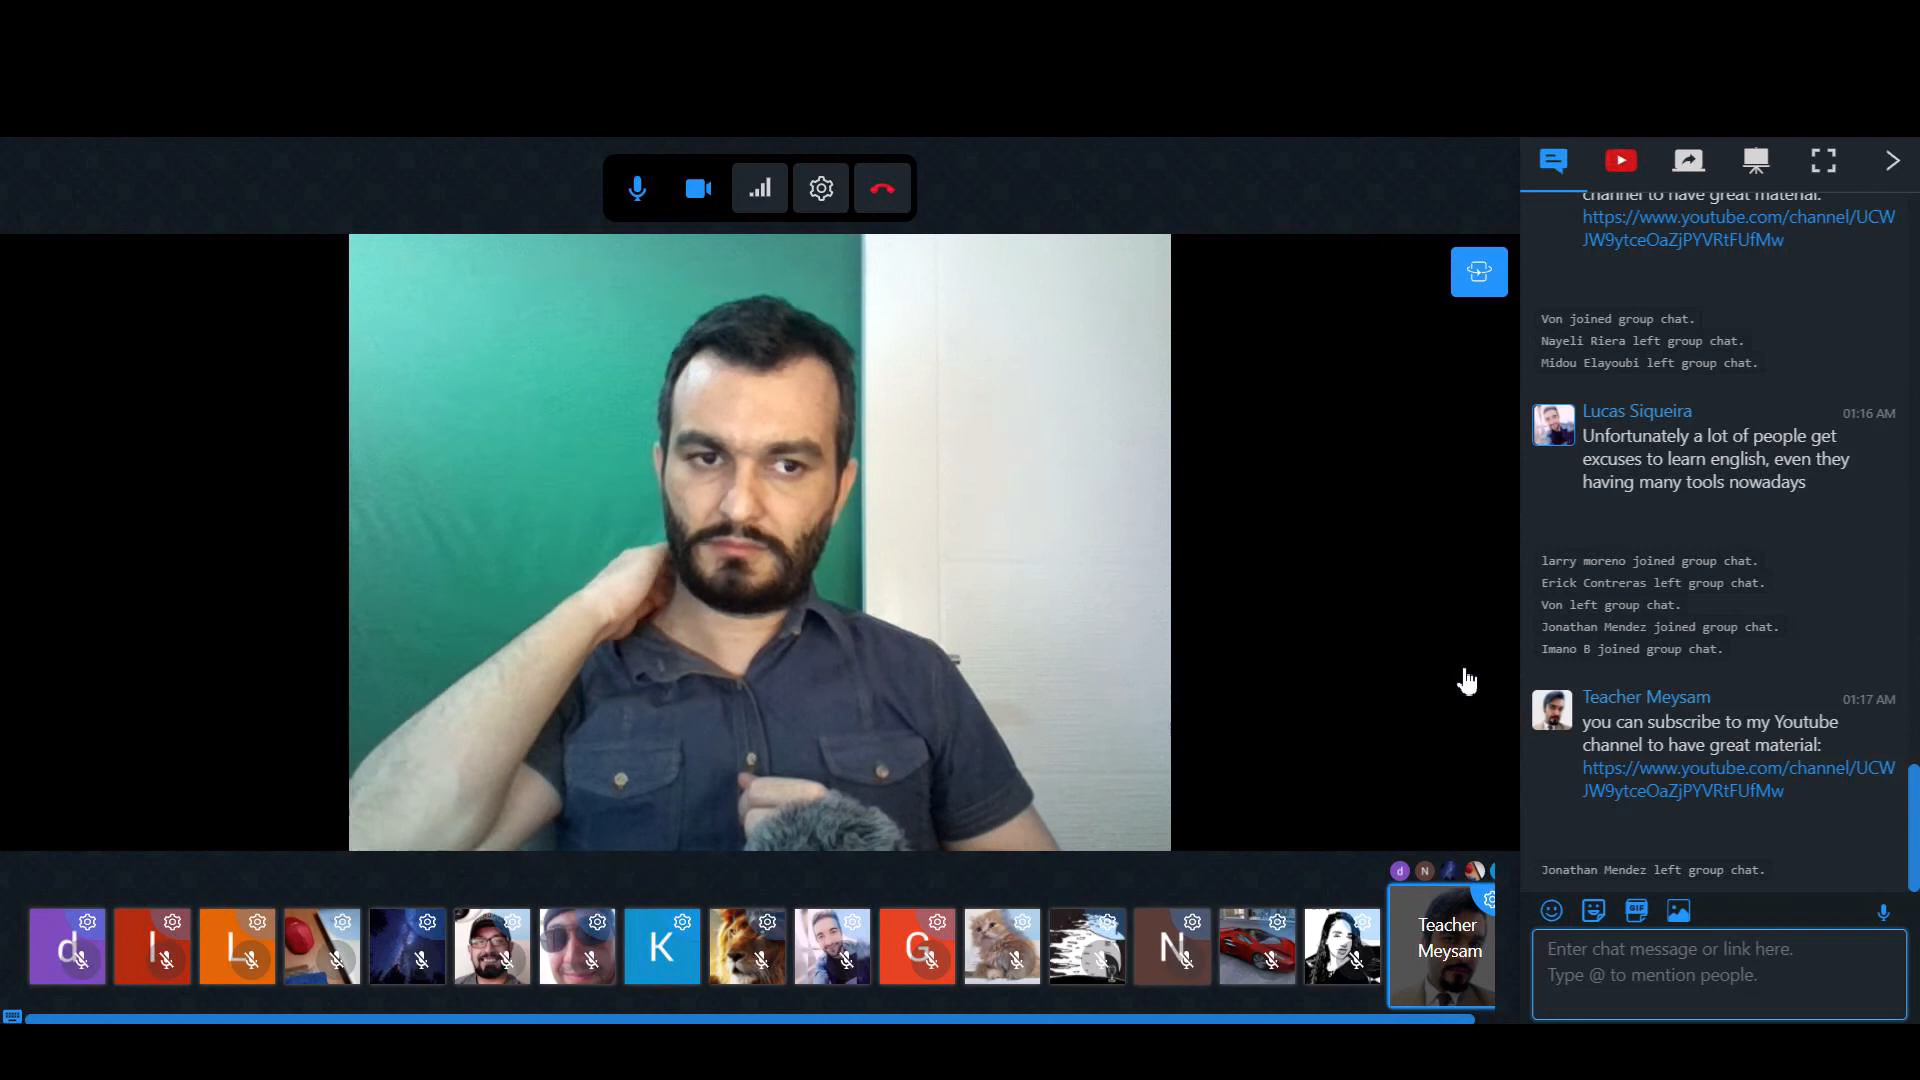 channel to have great material:
https://www.youtube.com/channel/UCW
JW9ytceOaZjPYVRtFUfMw
Von joined group chat.
Nayeli Riera left group chat.
Midou Elayoubi left group chat.
Lucas Siqueira 01:16 AM
Unfortunately a lot of people get
excuses to learn english, even they
having many tools nowadays
larry moreno joined group chat.
Erick Contreras left group chat.
Von left group chat.
Jonathan Mendez joined group chat.
Imano B joined group chat.
Teacher Meysam 01:17 AM
you can subscribe to my Youtube
channel to have great material:
https://www.youtube.com/channel/UCW
JW9ytceOaZjPYVRtFUfMw
Jonathan Mendez left group chat.
GIF
Enter chat message or link here.
Type @ to mention people.
d N
d I L K G N
Teacher
Meysam